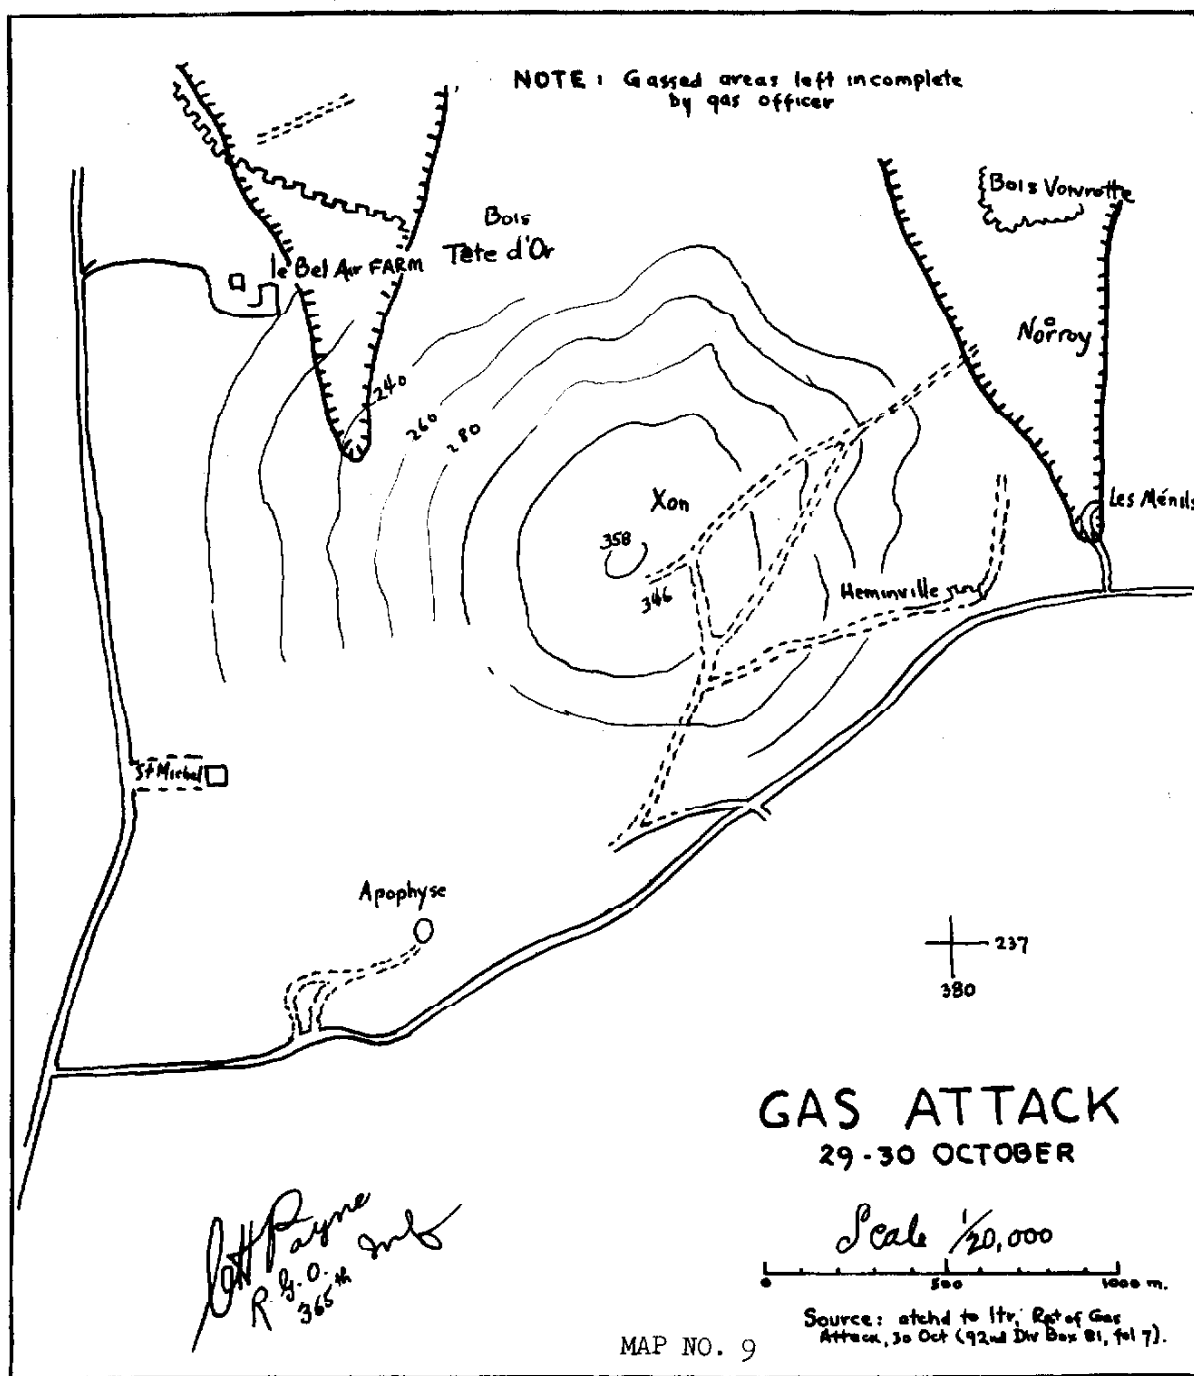 NOTE : Gassed areas left incomplete
by gas officer
Bois Voivrotte
Bois
Tête d'Or
le Bel Air FARM
Norroy
240
260
280
Xon
Les Ménils
358
346
Heminville
St Michel
Apophyse
237
380
GAS ATTACK
29-30 OCTOBER
Scale 1/20,000
0 500 1000 m.
Payne
R.G.O. Inf
365th
Source: atchd to ltr, Rpt of Gas
Attack, 30 Oct (92nd Div Box 81, fol 7).
MAP NO. 9